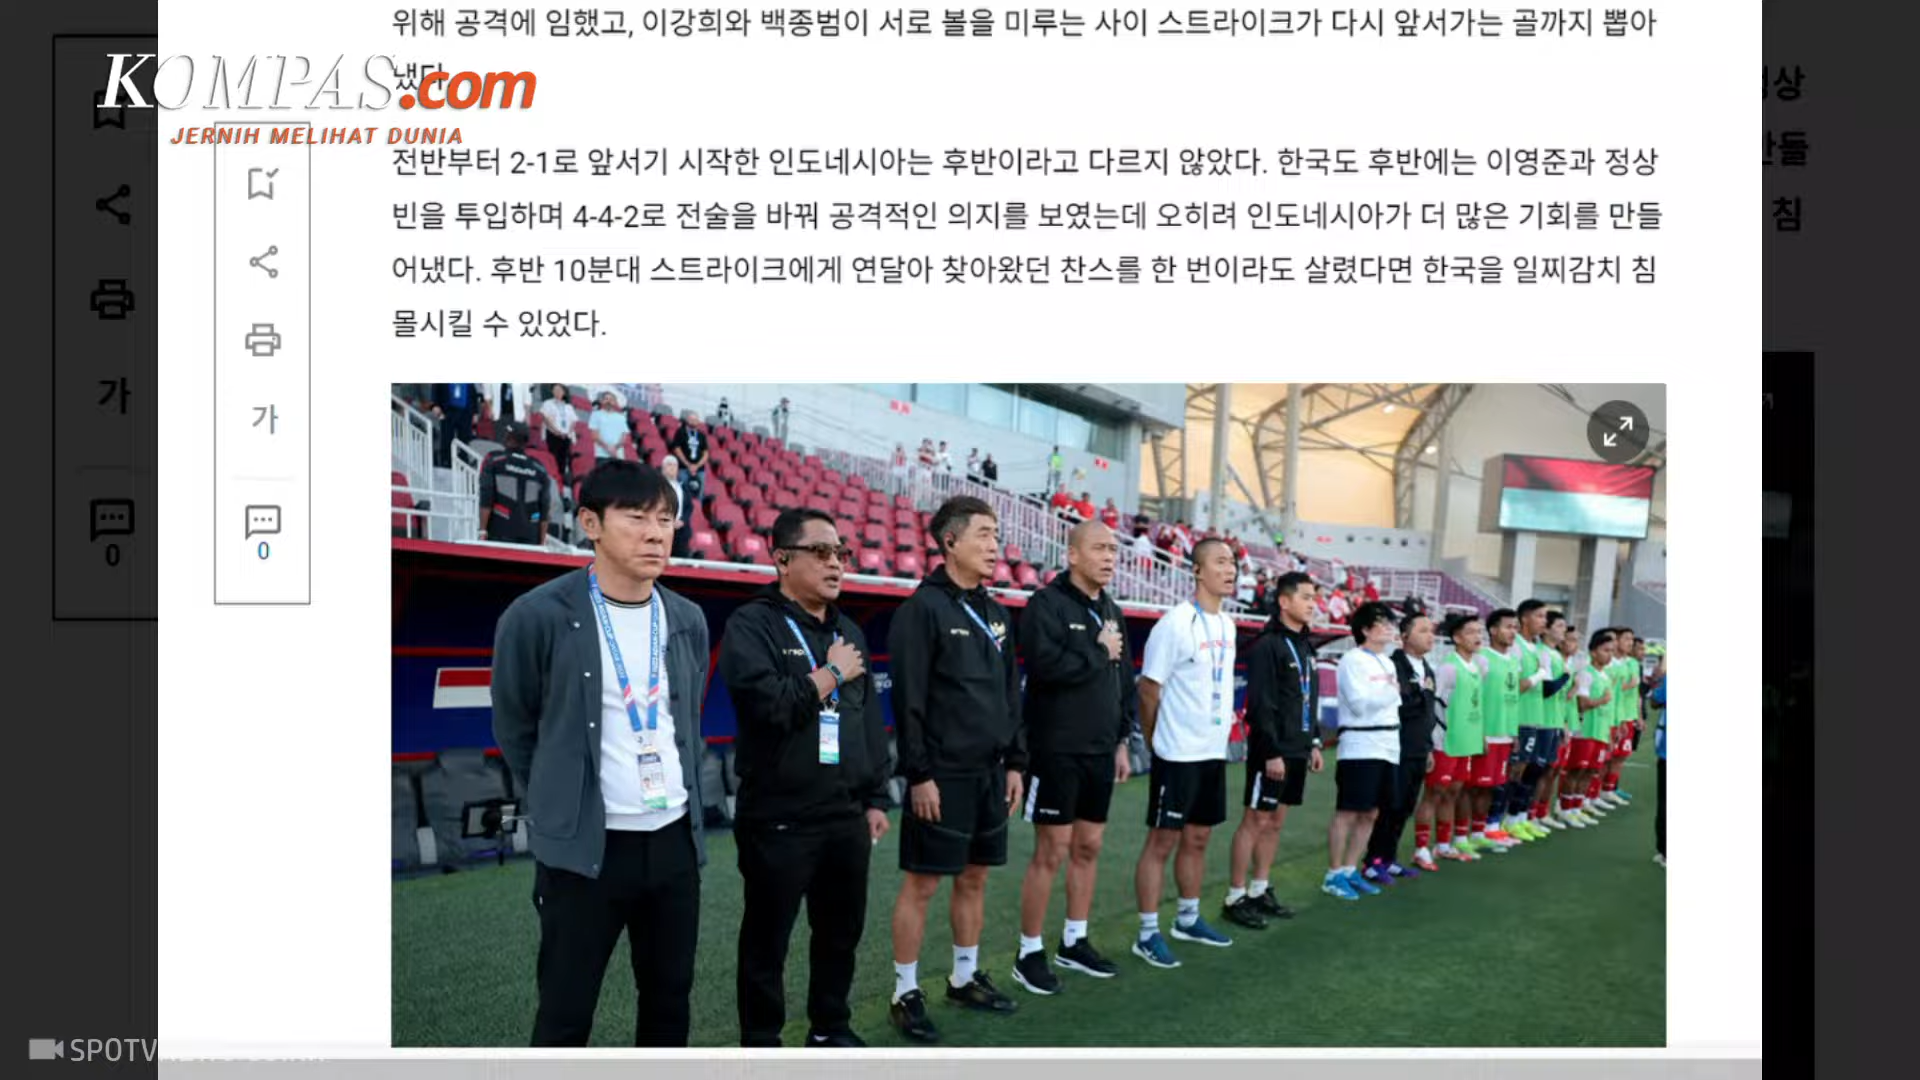 위해 공격에 임했고, 이강희와 백종범이 서로 볼을 미루는 사이 스트라이크가 다시 앞서가는 골까지 뽑아
냈다.
KOMPAS.com
JERNIH MELIHAT DUNIA
전반부터 2-1로 앞서기 시작한 인도네시아는 후반이라고 다르지 않았다. 한국도 후반에는 이영준과 정상
빈을 투입하며 4-4-2로 전술을 바꿔 공격적인 의지를 보였는데 오히려 인도네시아가 더 많은 기회를 만들
어냈다. 후반 10분대 스트라이크에게 연달아 찾아왔던 찬스를 한 번이라도 살렸다면 한국을 일찌감치 침
몰시킬 수 있었다.
가
가
0
0
침